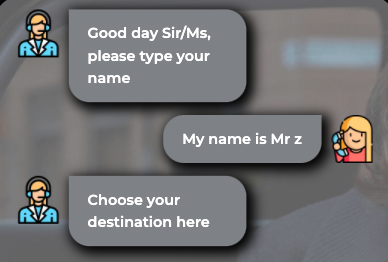 Good day Sir/Ms,
please type your
name
My name is Mr z
Choose your
destination here